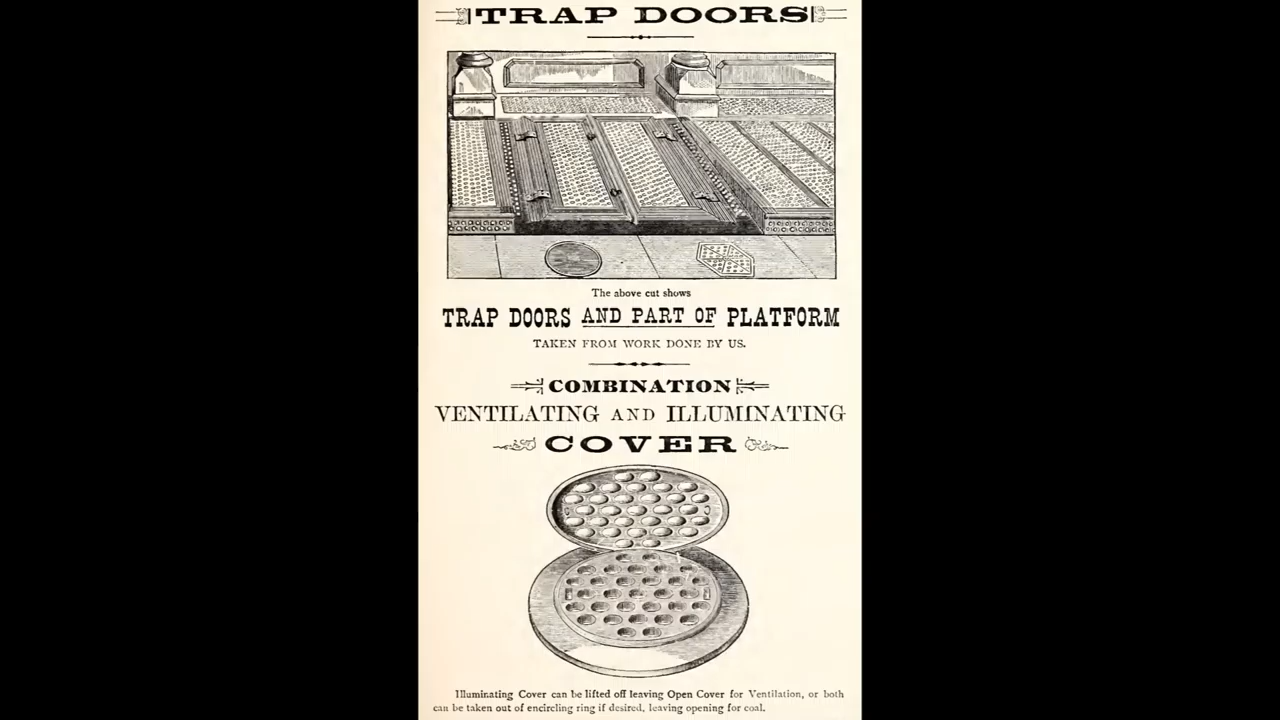 TRAP DOORS
The above cut shows
TRAP DOORS AND PART OF PLATFORM
TAKEN FROM WORK DONE BY US.
COMBINATION
VENTILATING AND ILLUMINATING
COVER
Illuminating Cover can be lifted off leaving Open Cover for Ventilation, or both
can be taken out of encircling ring if desired, leaving opening for coal.